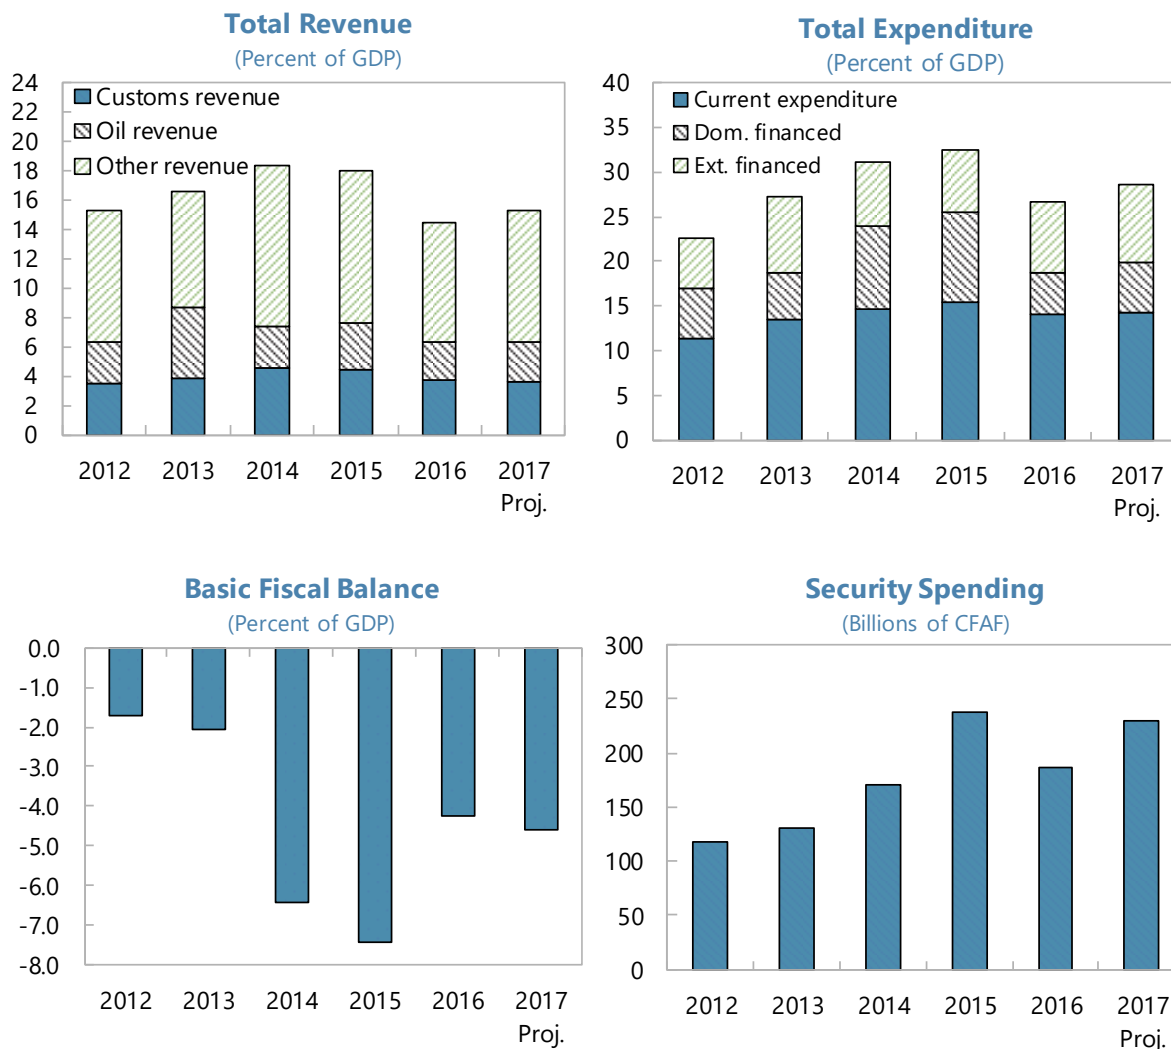 Total Revenue
(Percent of GDP)
24
22
20
18
16
14
12
10
8
6
4
2
0
Customs revenue
Oil revenue
Other revenue
2012 2013 2014 2015 2016 2017
Proj.
Total Expenditure
(Percent of GDP)
40
35
30
25
20
15
10
5
0
Current expenditure
Dom. financed
Ext. financed
2012 2013 2014 2015 2016 2017
Proj.
Basic Fiscal Balance
(Percent of GDP)
0.0
-1.0
-2.0
-3.0
-4.0
-5.0
-6.0
-7.0
-8.0
2012 2013 2014 2015 2016 2017
Proj.
Security Spending
(Billions of CFAF)
300
250
200
150
100
50
0
2012 2013 2014 2015 2016 2017
Proj.